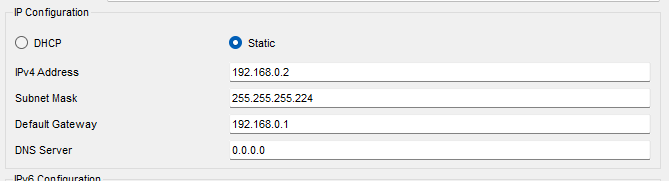 IP Configuration
DHCP Static
IPv4 Address 192.168.0.2
Subnet Mask 255.255.255.224
Default Gateway 192.168.0.1
DNS Server 0.0.0.0
IPv6 Configuration